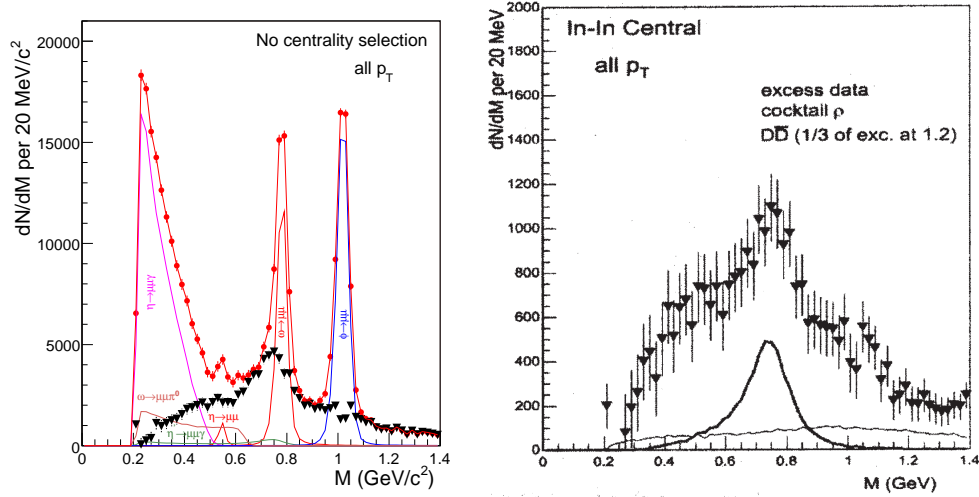 No centrality selection
all p_T
dN/dM per 20 MeV/c²
20000
18000
15000
12500
10000
5000
2500
0
0 0.2 0.4 0.6 0.8 1 1.2 1.4
M (GeV/c²)
η→μμγ
ω→μμπ⁰
η→μμ
η→μμγ
ω→μμ
φ→μμ
In-In Central
all p_T
excess data
cocktail ρ
DD̄ (1/3 of exc. at 1.2)
dN/dM per 20 MeV
2000
1800
1600
1400
1200
1000
800
600
400
200
0
0 0.2 0.4 0.6 0.8 1 1.2 1.4
M (GeV)